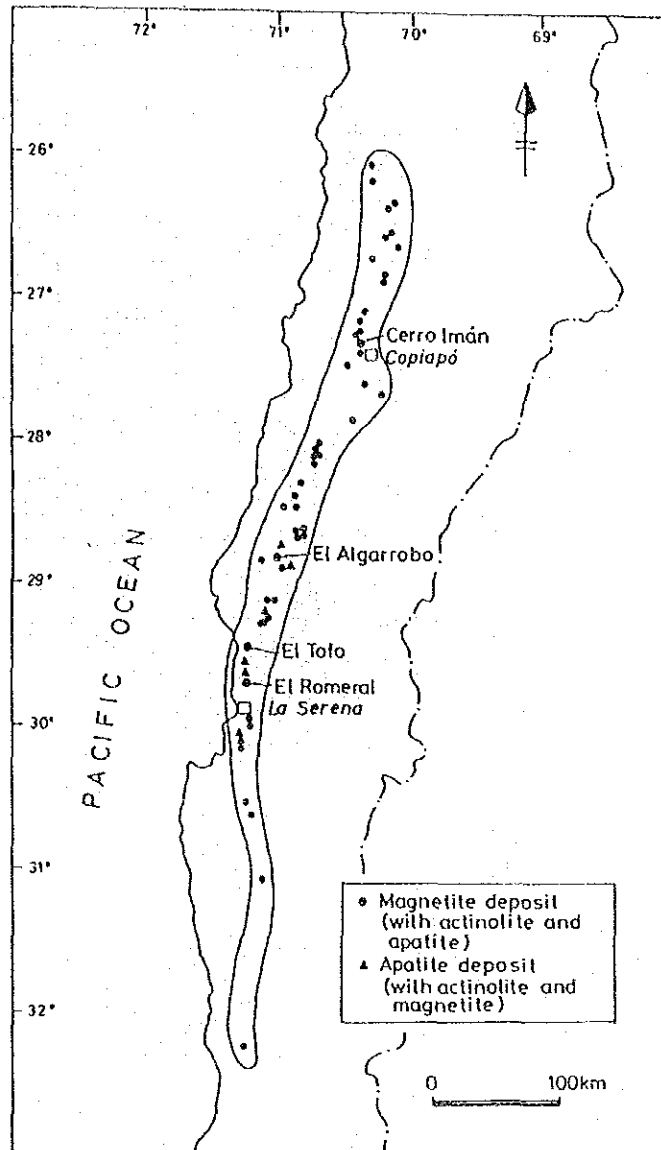 72°
71°
70°
69°
26°
27°
Cerro Imán
Copiapó
28°
El Algarrobo
29°
PACIFIC OCEAN
El Tofo
El Romeral
La Serena
30°
31°
Magnetite deposit
(with actinolite and
apatite)
Apatite deposit
(with actinolite and
magnetite)
32°
0 100km